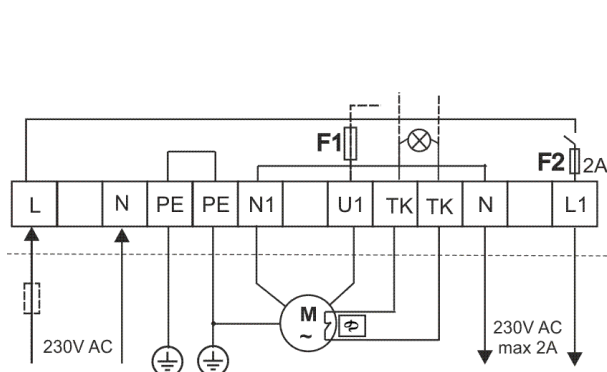 F1
F2 2A
L N PE PE N1 U1 TK TK N L1
M
~
230V AC
230V AC
max 2A